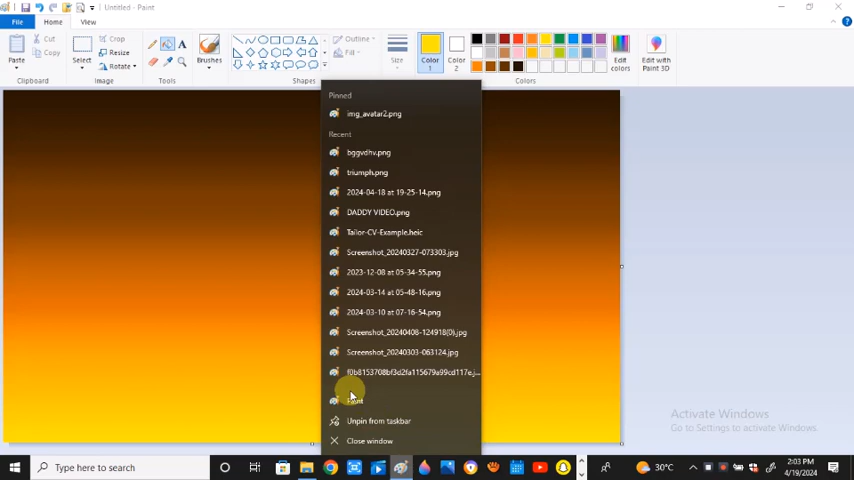 Untitled - Paint
File
Home
View
Paste
Cut
Copy
Clipboard
Select
Crop
Resize
Rotate
Image
A
Tools
Brushes
Outline
Fill
Shapes
Size
Color
1
Color
2
Edit
colors
Edit with
Paint 3D
Colors
Pinned
img_avatar2.png
Recent
bggvdhv.png
triumph.png
2024-04-18 at 19-25-14.png
DADDY VIDEO.png
Tailor-CV-Example.heic
Screenshot_20240327-073303.jpg
2023-12-08 at 05-34-55.png
2024-03-14 at 05-48-16.png
2024-03-10 at 07-16-54.png
Screenshot_20240408-124918(0).jpg
Screenshot_20240303-063124.jpg
f0b8153708bf3d2fa115679a99cd117e.j...
Paint
Unpin from taskbar
Close window
Activate Windows
Go to Settings to activate Windows.
Type here to search
30°C
2:03 PM
4/19/2024